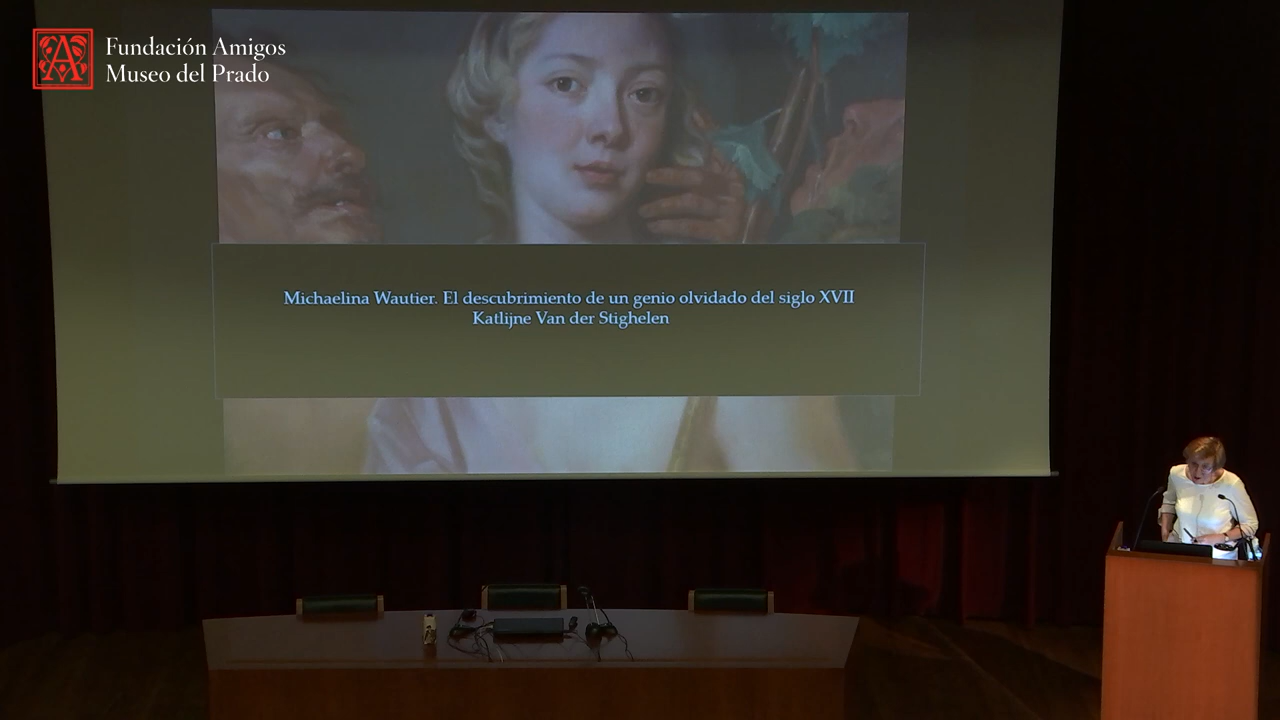 Fundación Amigos
Museo del Prado
Michaelina Wautier. El descubrimiento de un genio olvidado del siglo XVII
Katlijne Van der Stighelen